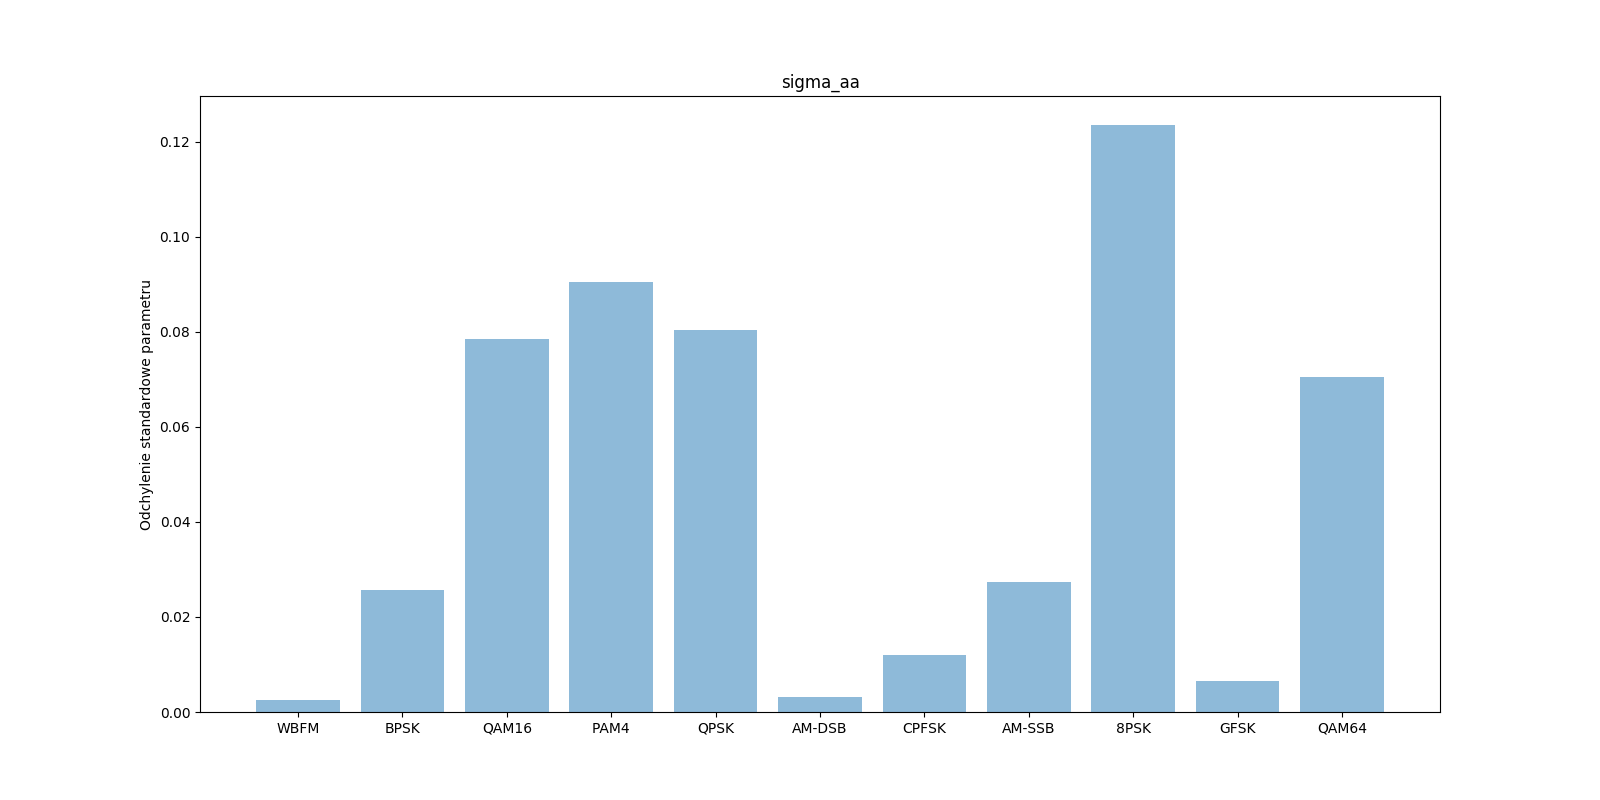 sigma_aa
Odchylenie standardowe parametru
0.12
0.10
0.08
0.06
0.04
0.02
0.00
WBFM BPSK QAM16 PAM4 QPSK AM-DSB CPFSK AM-SSB 8PSK GFSK QAM64